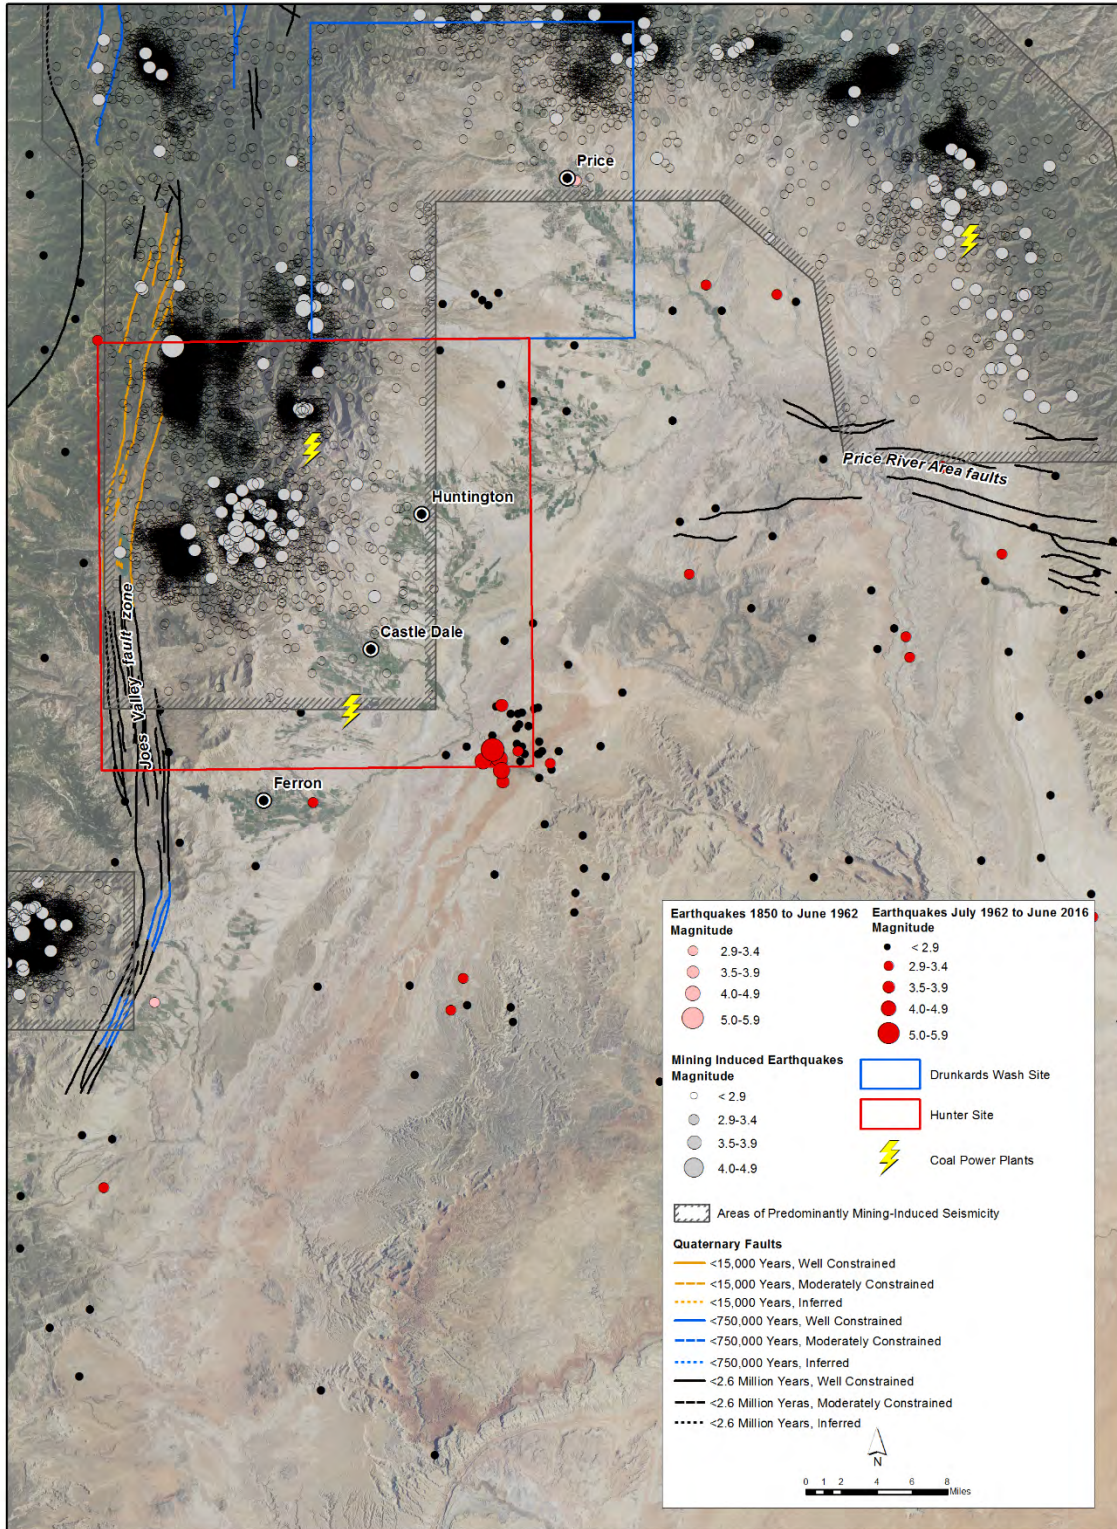 Price
Price River Area faults
Huntington
Castle Dale
Joes Valley fault zone
Ferron
Earthquakes 1850 to June 1962
Magnitude
2.9-3.4
3.5-3.9
4.0-4.9
5.0-5.9
Earthquakes July 1962 to June 2016
Magnitude
< 2.9
2.9-3.4
3.5-3.9
4.0-4.9
5.0-5.9
Mining Induced Earthquakes
Magnitude
< 2.9
2.9-3.4
3.5-3.9
4.0-4.9
Drunkards Wash Site
Hunter Site
Coal Power Plants
Areas of Predominantly Mining-Induced Seismicity
Quaternary Faults
<15,000 Years, Well Constrained
<15,000 Years, Moderately Constrained
<15,000 Years, Inferred
<750,000 Years, Well Constrained
<750,000 Years, Moderately Constrained
<750,000 Years, Inferred
<2.6 Million Years, Well Constrained
<2.6 Million Yeras, Moderately Constrained
<2.6 Million Years, Inferred
N
0 1 2 4 6 8
Miles